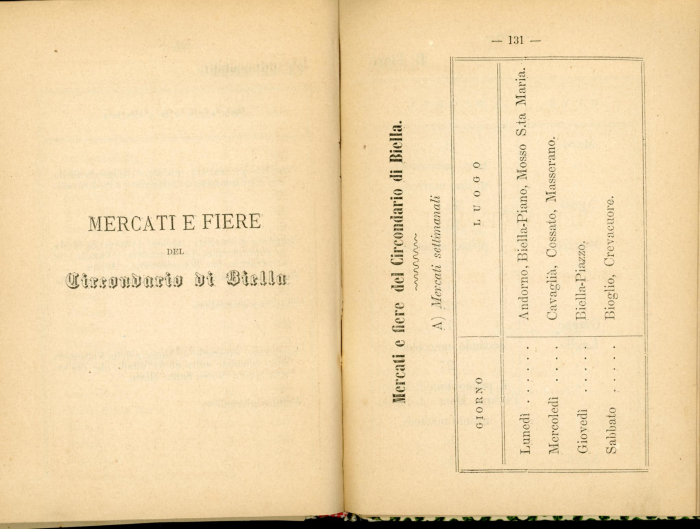 MERCATI E FIERE
DEL
Circondario di Biella
— 131 —
Mercati e fiere del Circondario di Biella.
A) Mercati settimanali
GIORNO LUOGO
Lunedì . . . . . . Andorno, Biella-Piano, Mosso S.ta Maria.
Mercoledì . . . . Cavaglià, Cossato, Masserano.
Giovedì . . . . . Biella-Piazzo.
Sabbato . . . . . Bioglio, Crevacuore.